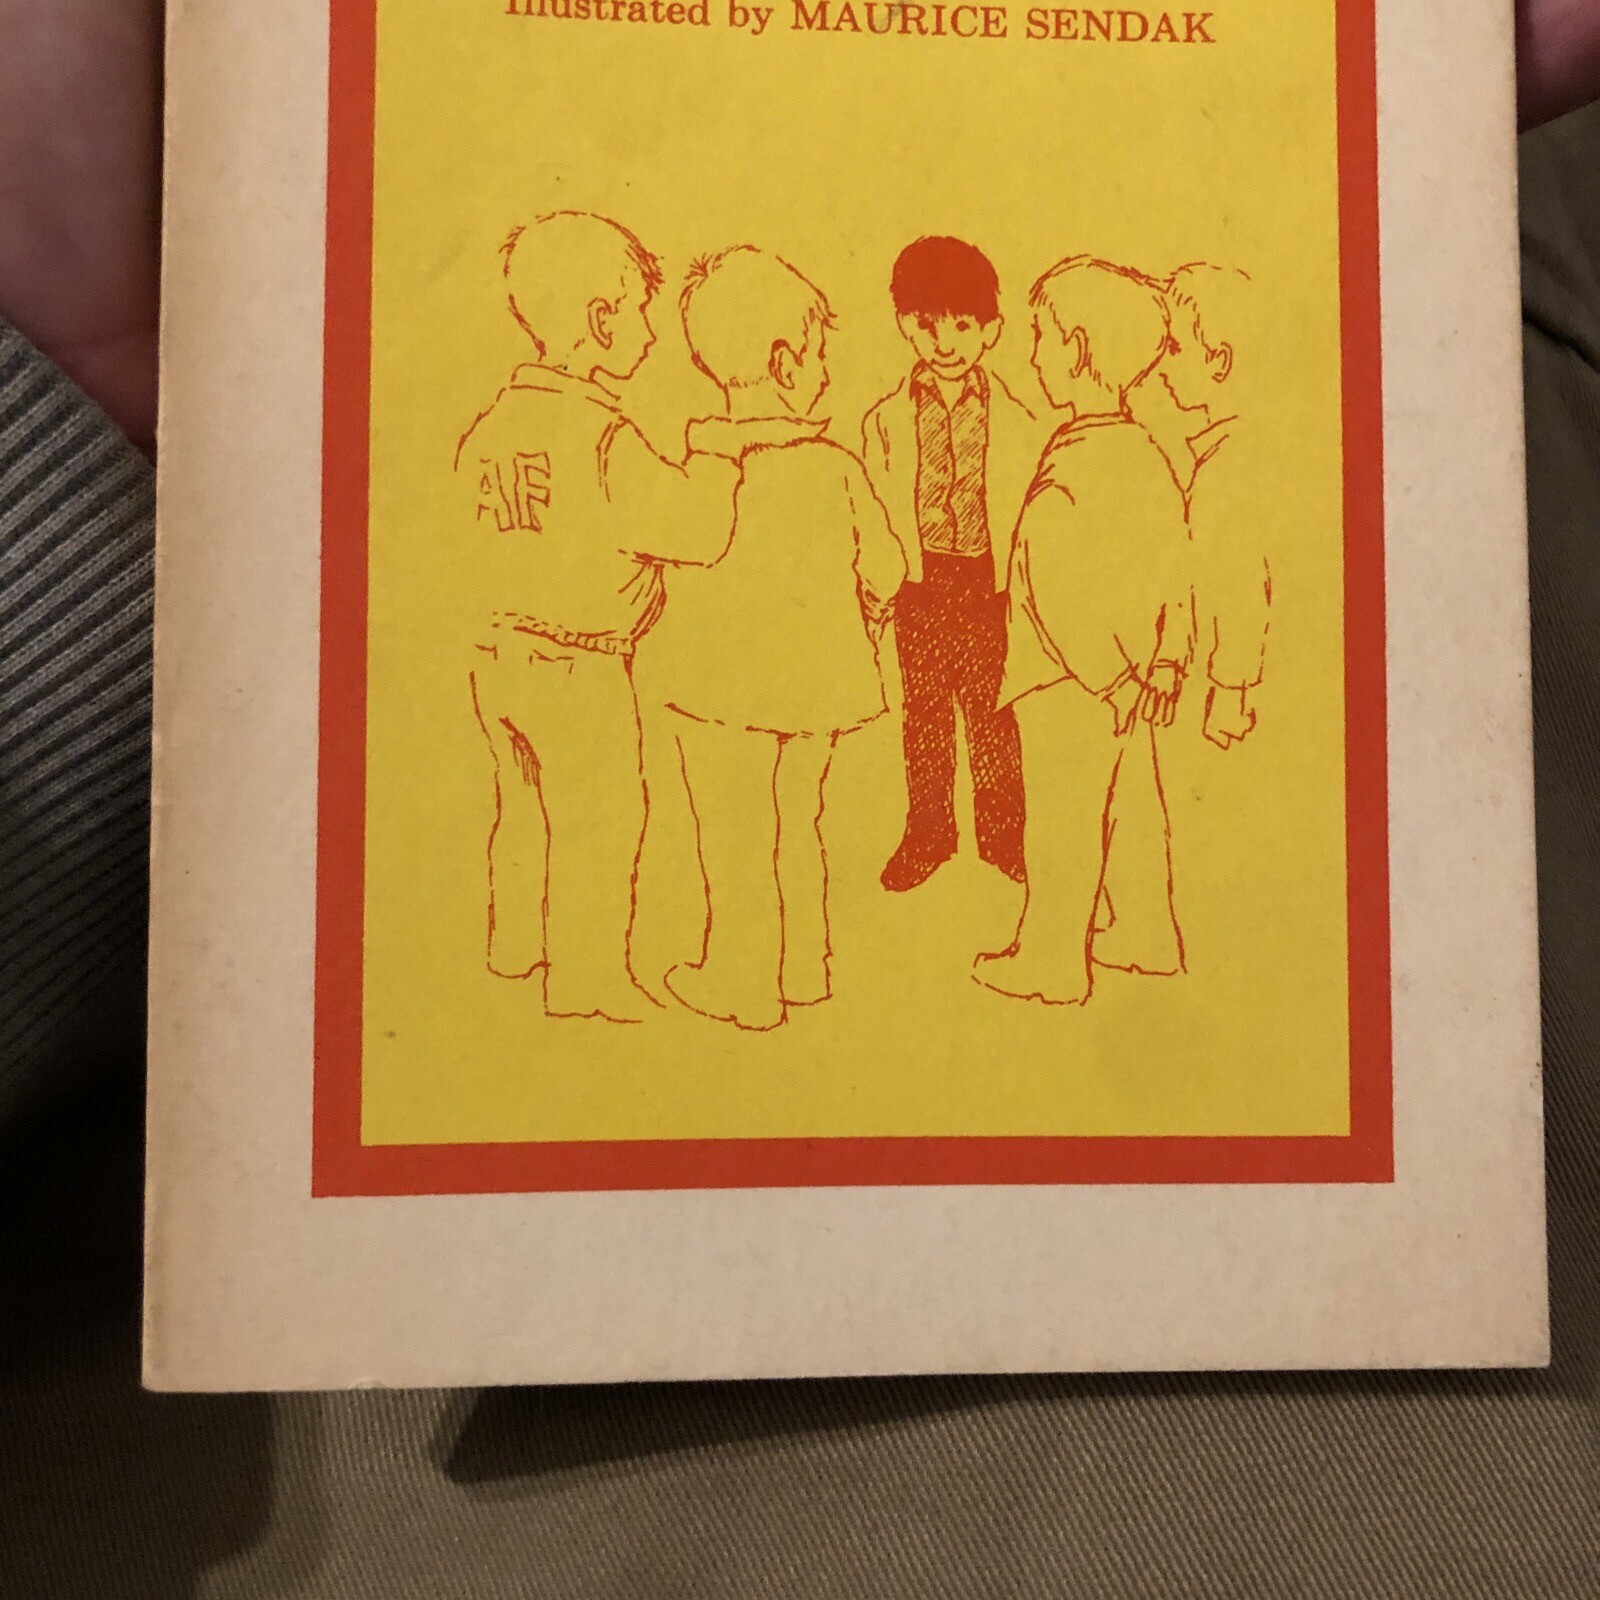 Illustrated by MAURICE SENDAK
AF